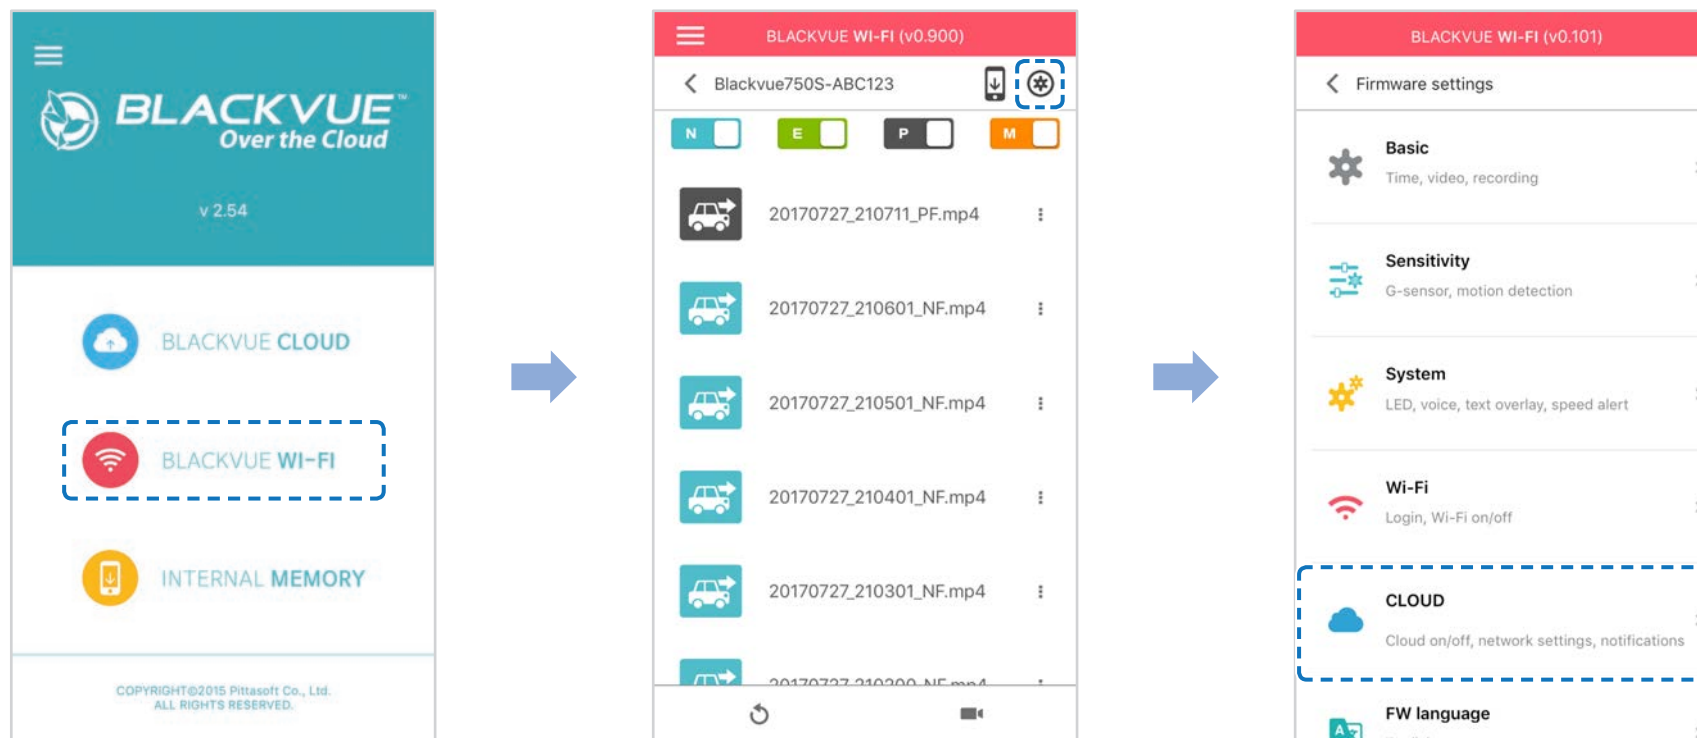 BLACKVUE™
Over the Cloud
v 2.54
BLACKVUE CLOUD
BLACKVUE WI-FI
INTERNAL MEMORY
COPYRIGHT©2015 Pittasoft Co., Ltd.
ALL RIGHTS RESERVED.
BLACKVUE WI-FI (v0.900)
Blackvue750S-ABC123
N E P M
20170727_210711_PF.mp4
20170727_210601_NF.mp4
20170727_210501_NF.mp4
20170727_210401_NF.mp4
20170727_210301_NF.mp4
20170727_210200_NF.mp4
BLACKVUE WI-FI (v0.101)
Firmware settings
Basic
Time, video, recording
Sensitivity
G-sensor, motion detection
System
LED, voice, text overlay, speed alert
Wi-Fi
Login, Wi-Fi on/off
CLOUD
Cloud on/off, network settings, notifications
FW language
A